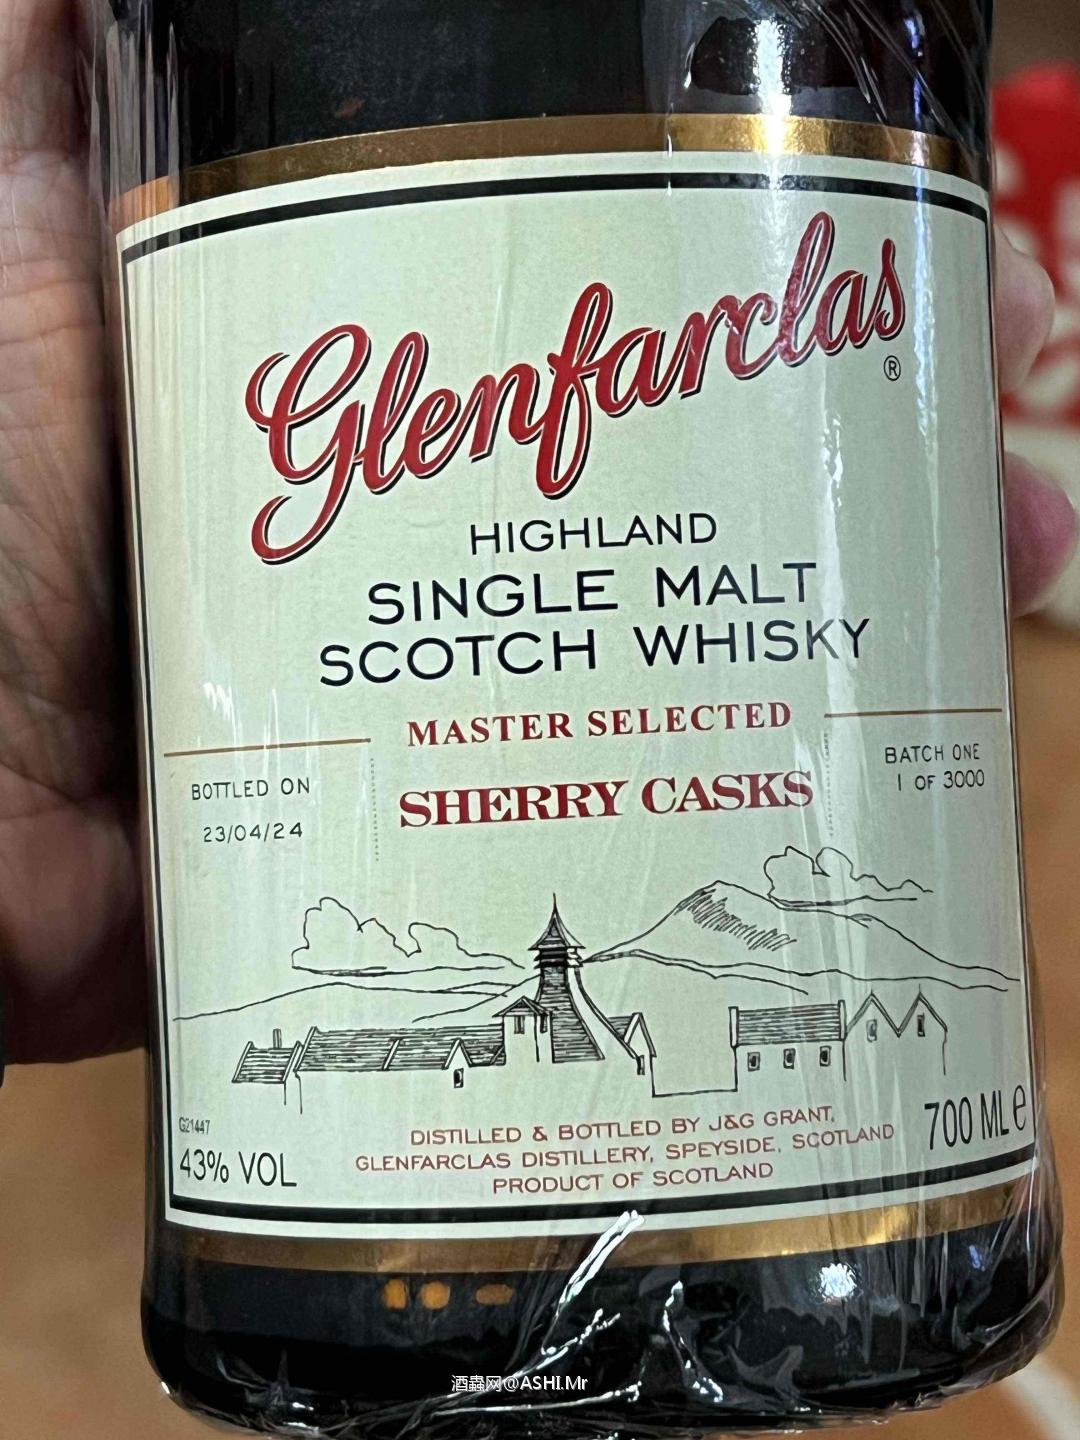 Glenfarclas
®
HIGHLAND
SINGLE MALT
SCOTCH WHISKY
MASTER SELECTED
SHERRY CASKS
BOTTLED ON
23/04/24
BATCH ONE
1 OF 3000
G21447
43% VOL
DISTILLED & BOTTLED BY J&G GRANT,
GLENFARCLAS DISTILLERY, SPEYSIDE, SCOTLAND
PRODUCT OF SCOTLAND
700 ML e
酒蟲网@ASHI.Mr